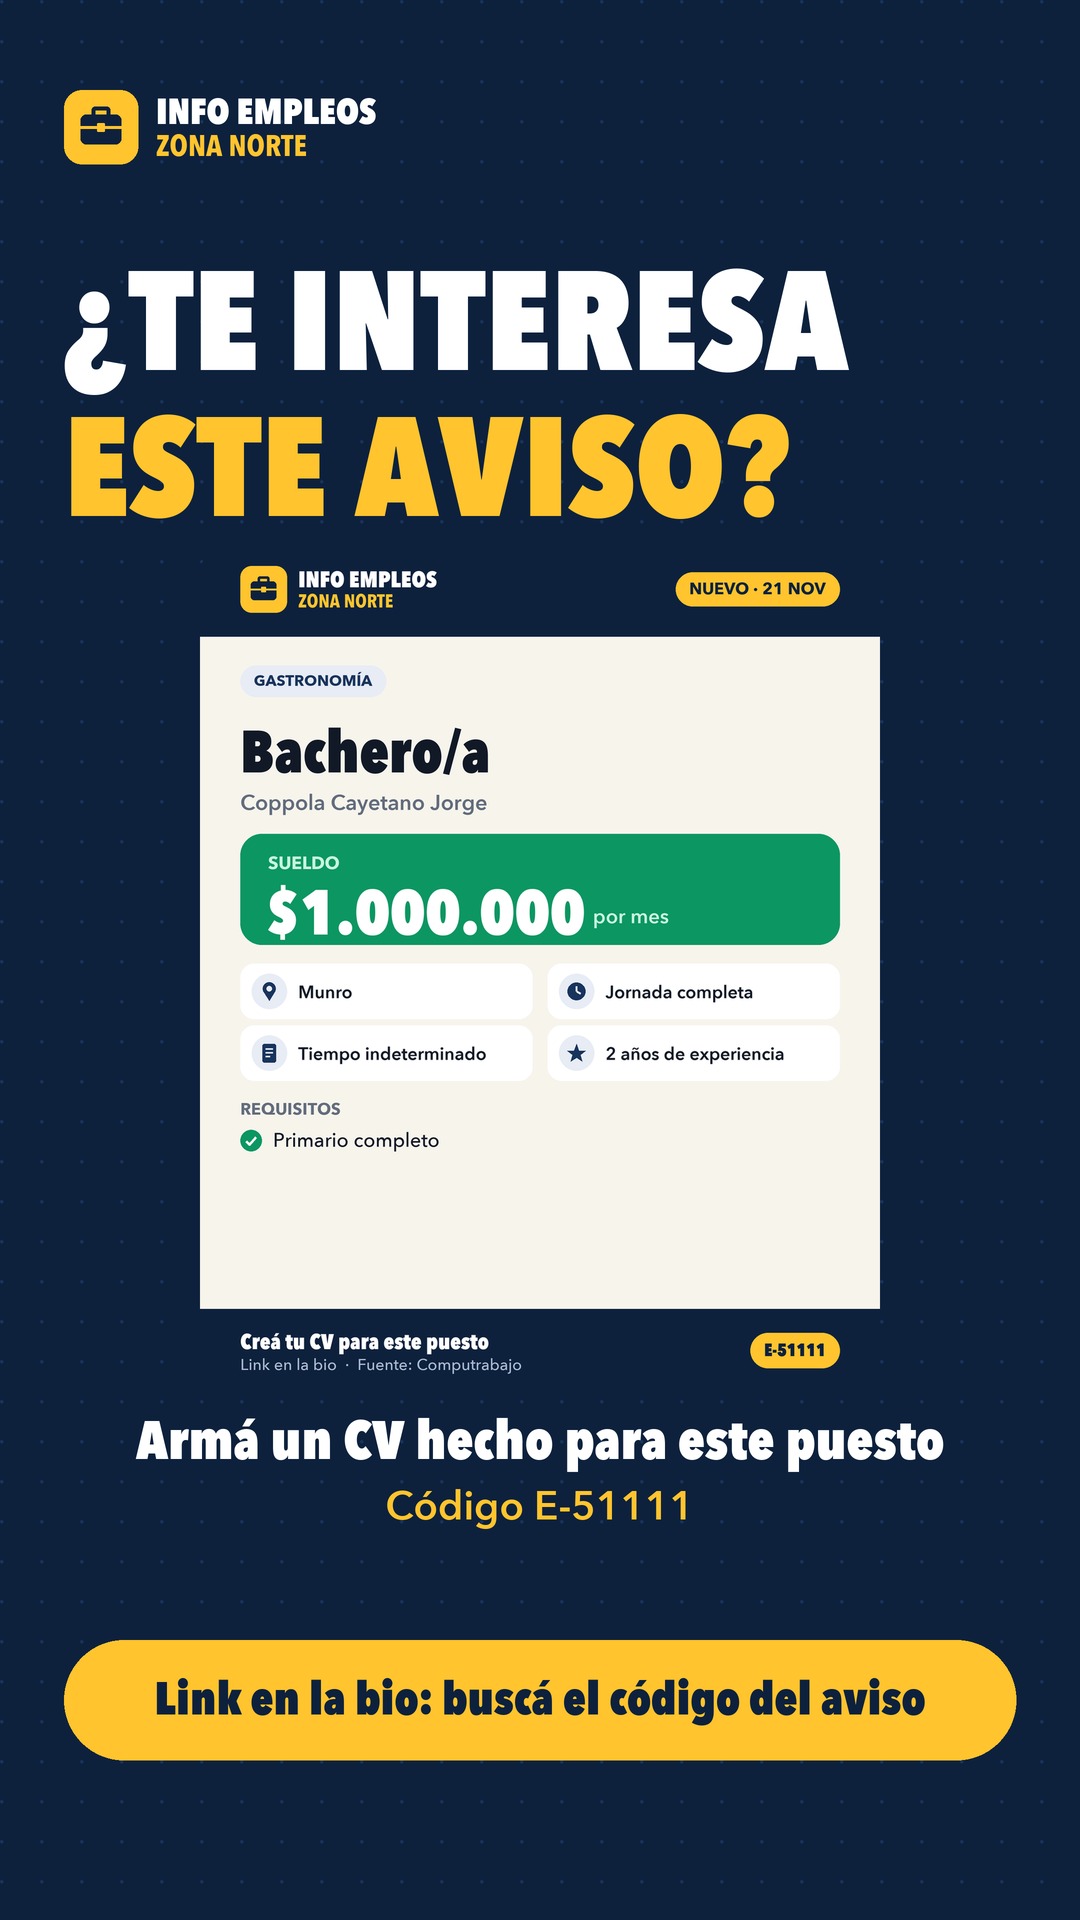 INFO EMPLEOS
ZONA NORTE
¿TE INTERESA
ESTE AVISO?
INFO EMPLEOS
ZONA NORTE
NUEVO · 21 NOV
GASTRONOMÍA
Bachero/a
Coppola Cayetano Jorge
SUELDO
$1.000.000 por mes
Munro
Jornada completa
Tiempo indeterminado
2 años de experiencia
REQUISITOS
Primario completo
Creá tu CV para este puesto
Link en la bio · Fuente: Computrabajo
E-51111
Armá un CV hecho para este puesto
Código E-51111
Link en la bio: buscá el código del aviso